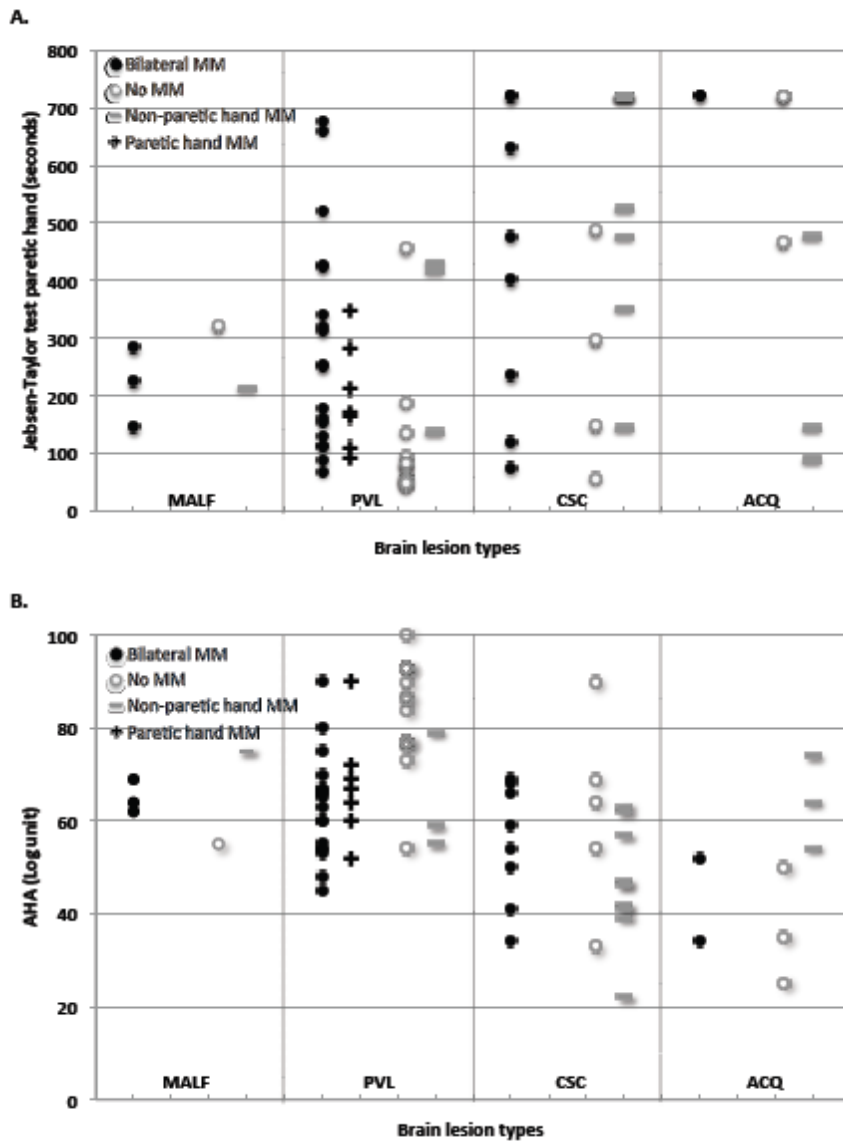 A.
Jebsen-Taylor test paretic hand (seconds)
800
700
600
500
400
300
200
100
0
Bilateral MM
No MM
Non-paretic hand MM
Paretic hand MM
MALF PVL CSC ACQ
Brain lesion types
B.
AHA (Logunit)
100
80
60
40
20
0
Bilateral MM
No MM
Non-paretic hand MM
Paretic hand MM
MALF PVL CSC ACQ
Brain lesion types